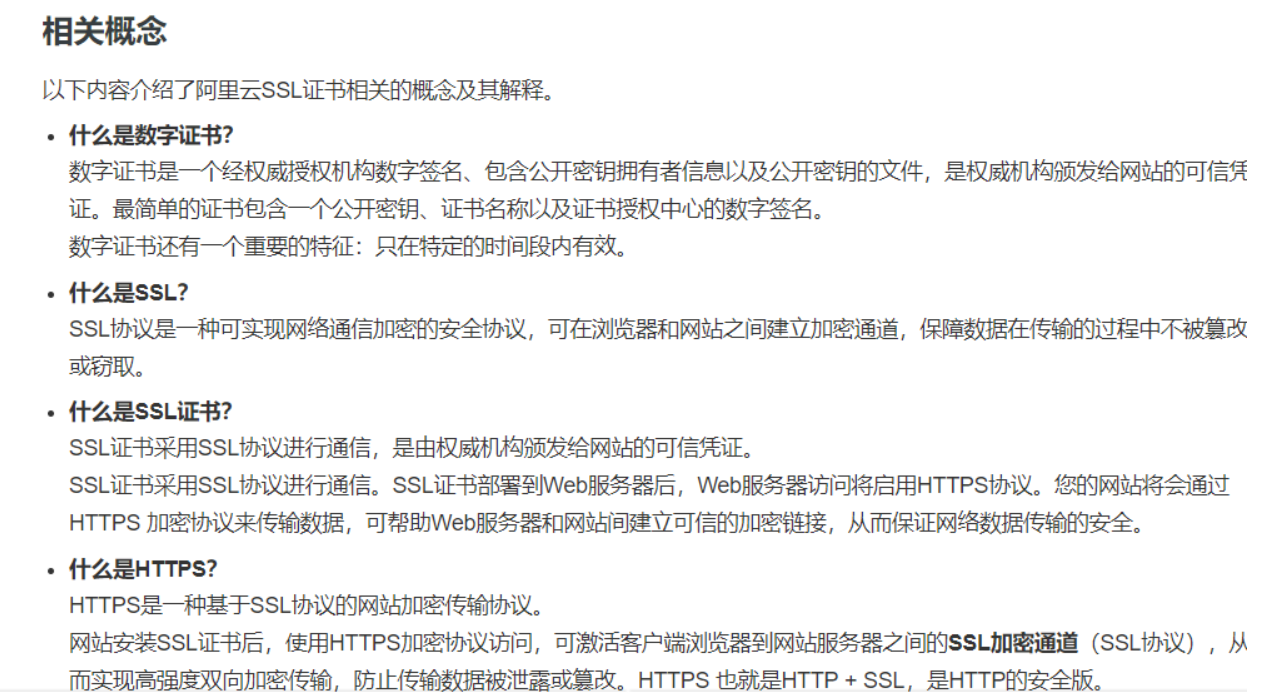 相关概念
以下内容介绍了阿里云SSL证书相关的概念及其解释。
• 什么是数字证书？
数字证书是一个经权威授权机构数字签名、包含公开密钥拥有者信息以及公开密钥的文件，是权威机构颁发给网站的可信凭
证。最简单的证书包含一个公开密钥、证书名称以及证书授权中心的数字签名。
数字证书还有一个重要的特征：只在特定的时间段内有效。
• 什么是SSL？
SSL协议是一种可实现网络通信加密的安全协议，可在浏览器和网站之间建立加密通道，保障数据在传输的过程中不被篡改
或窃取。
• 什么是SSL证书？
SSL证书采用SSL协议进行通信，是由权威机构颁发给网站的可信凭证。
SSL证书采用SSL协议进行通信。SSL证书部署到Web服务器后，Web服务器访问将启用HTTPS协议。您的网站将会通过
HTTPS 加密协议来传输数据，可帮助Web服务器和网站间建立可信的加密链接，从而保证网络数据传输的安全。
• 什么是HTTPS？
HTTPS是一种基于SSL协议的网站加密传输协议。
网站安装SSL证书后，使用HTTPS加密协议访问，可激活客户端浏览器到网站服务器之间的SSL加密通道（SSL协议），从
而实现高强度双向加密传输，防止传输数据被泄露或篡改。HTTPS 也就是HTTP + SSL，是HTTP的安全版。